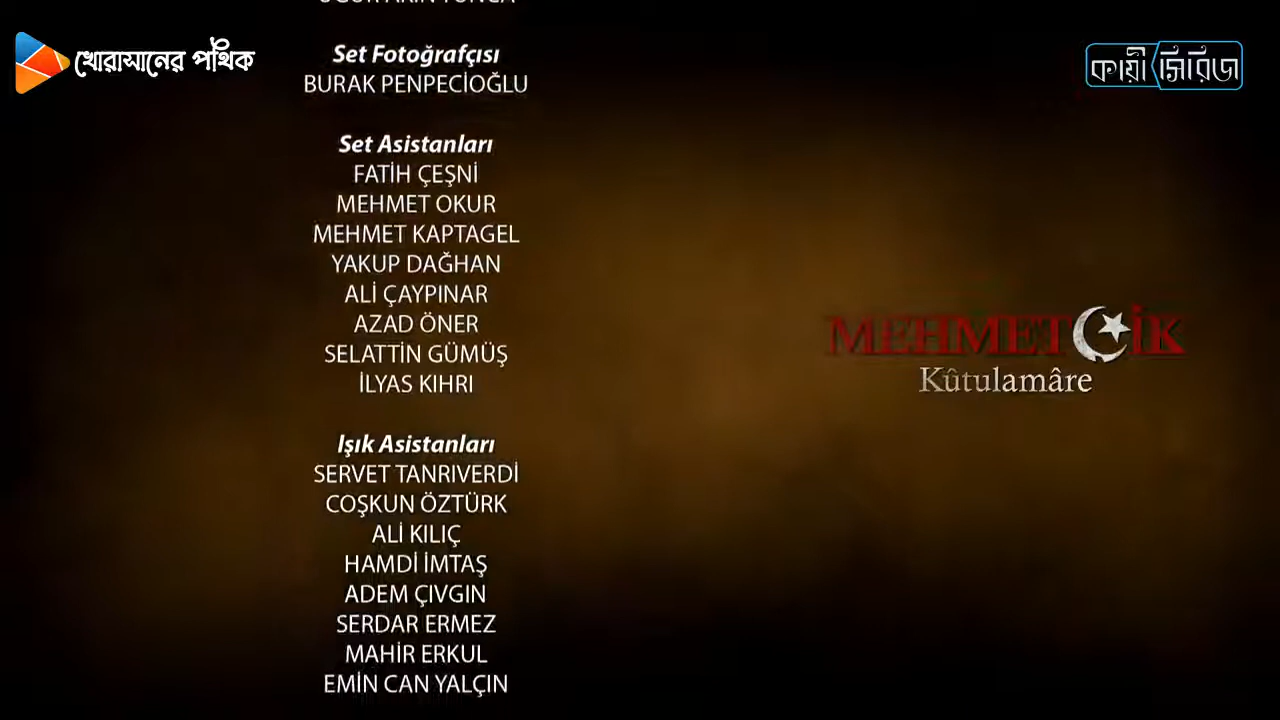 খোরাসানের পথিক
কায়ী সিরিজ
Set Fotoğrafçısı
BURAK PENPECİOĞLU
Set Asistanları
FATİH ÇEŞNİ
MEHMET OKUR
MEHMET KAPTAGEL
YAKUP DAĞHAN
ALİ ÇAYPINAR
AZAD ÖNER
SELATTİN GÜMÜŞ
İLYAS KIHRI
Işık Asistanları
SERVET TANRIVERDİ
COŞKUN ÖZTÜRK
ALİ KILIÇ
HAMDİ İMTAŞ
ADEM ÇIVGIN
SERDAR ERMEZ
MAHİR ERKUL
EMİN CAN YALÇIN
MEHMETÇİK
Kûtulamâre